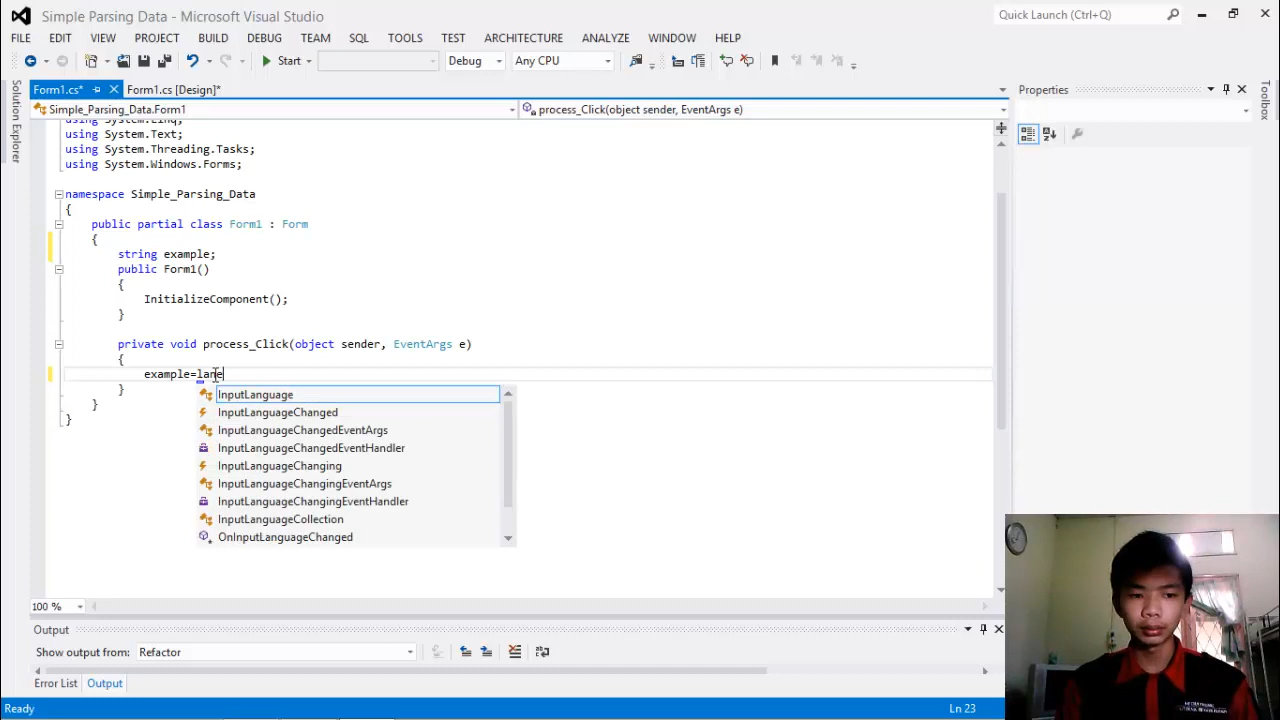 Simple Parsing Data - Microsoft Visual Studio
Quick Launch (Ctrl+Q)
FILE EDIT VIEW PROJECT BUILD DEBUG TEAM SQL TOOLS TEST ARCHITECTURE ANALYZE WINDOW HELP
Start Debug Any CPU
Solution Explorer
Form1.cs* Form1.cs [Design]*
Properties
Toolbox
Simple_Parsing_Data.Form1 process_Click(object sender, EventArgs e)
using System.Linq;
using System.Text;
using System.Threading.Tasks;
using System.Windows.Forms;
namespace Simple_Parsing_Data
{
public partial class Form1 : Form
{
string example;
public Form1()
{
InitializeComponent();
}
private void process_Click(object sender, EventArgs e)
{
example=lane
}
}
}
InputLanguage
InputLanguageChanged
InputLanguageChangedEventArgs
InputLanguageChangedEventHandler
InputLanguageChanging
InputLanguageChangingEventArgs
InputLanguageChangingEventHandler
InputLanguageCollection
OnInputLanguageChanged
100 %
Output
Show output from: Refactor
Error List Output
Ready Ln 23